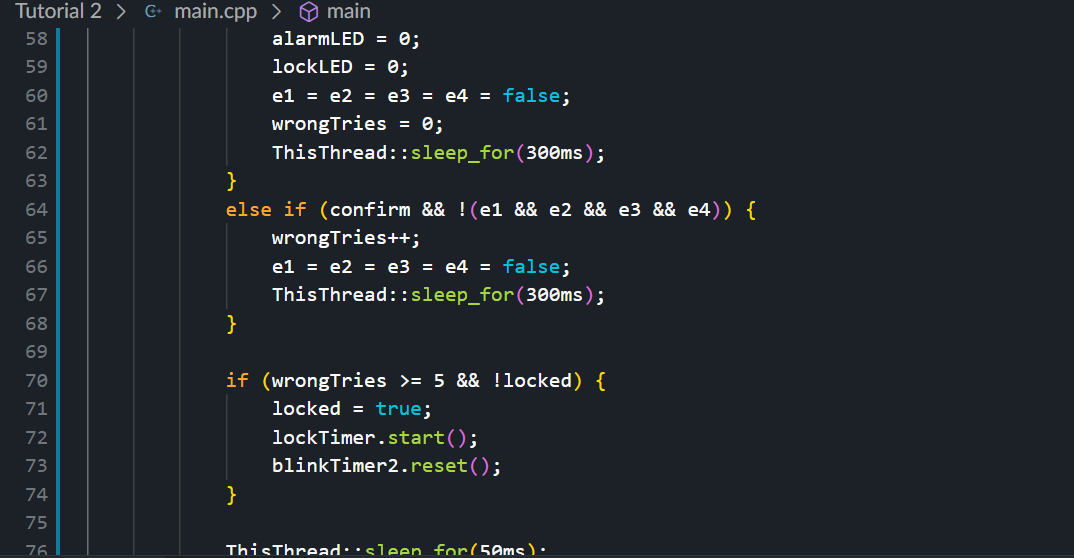 Tutorial 2 > C+ main.cpp > main
58 alarmLED = 0;
59 lockLED = 0;
60 e1 = e2 = e3 = e4 = false;
61 wrongTries = 0;
62 ThisThread::sleep_for(300ms);
63 }
64 else if (confirm && !(e1 && e2 && e3 && e4)) {
65 wrongTries++;
66 e1 = e2 = e3 = e4 = false;
67 ThisThread::sleep_for(300ms);
68 }
69
70 if (wrongTries >= 5 && !locked) {
71 locked = true;
72 lockTimer.start();
73 blinkTimer2.reset();
74 }
75
76 ThisThread::sleep_for(50ms);